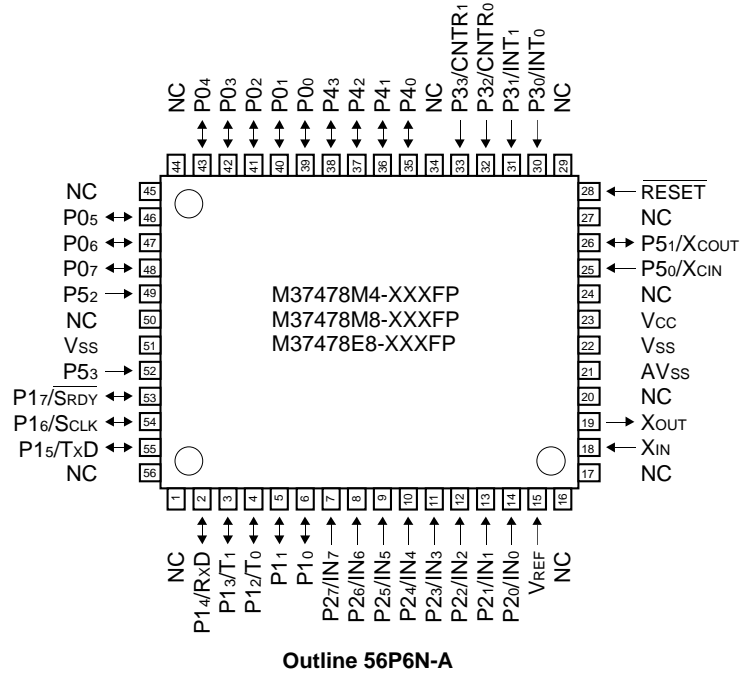 NC
P04
P03
P02
P01
P00
P43
P42
P41
P40
NC
P33/CNTR1
P32/CNTR0
P31/INT1
P30/INT0
NC
44
43
42
41
40
39
38
37
36
35
34
33
32
31
30
29
NC 45
P05 46
P06 47
P07 48
P52 49
NC 50
VSS 51
P53 52
P17/SRDY 53
P16/SCLK 54
P15/TXD 55
NC 56
M37478M4-XXXFP
M37478M8-XXXFP
M37478E8-XXXFP
28 RESET
27 NC
26 P51/XCOUT
25 P50/XCIN
24 NC
23 VCC
22 VSS
21 AVSS
20 NC
19 XOUT
18 XIN
17 NC
1
2
3
4
5
6
7
8
9
10
11
12
13
14
15
16
NC
P14/RXD
P13/T1
P12/T0
P11
P10
P27/IN7
P26/IN6
P25/IN5
P24/IN4
P23/IN3
P22/IN2
P21/IN1
P20/IN0
VREF
NC
Outline 56P6N-A